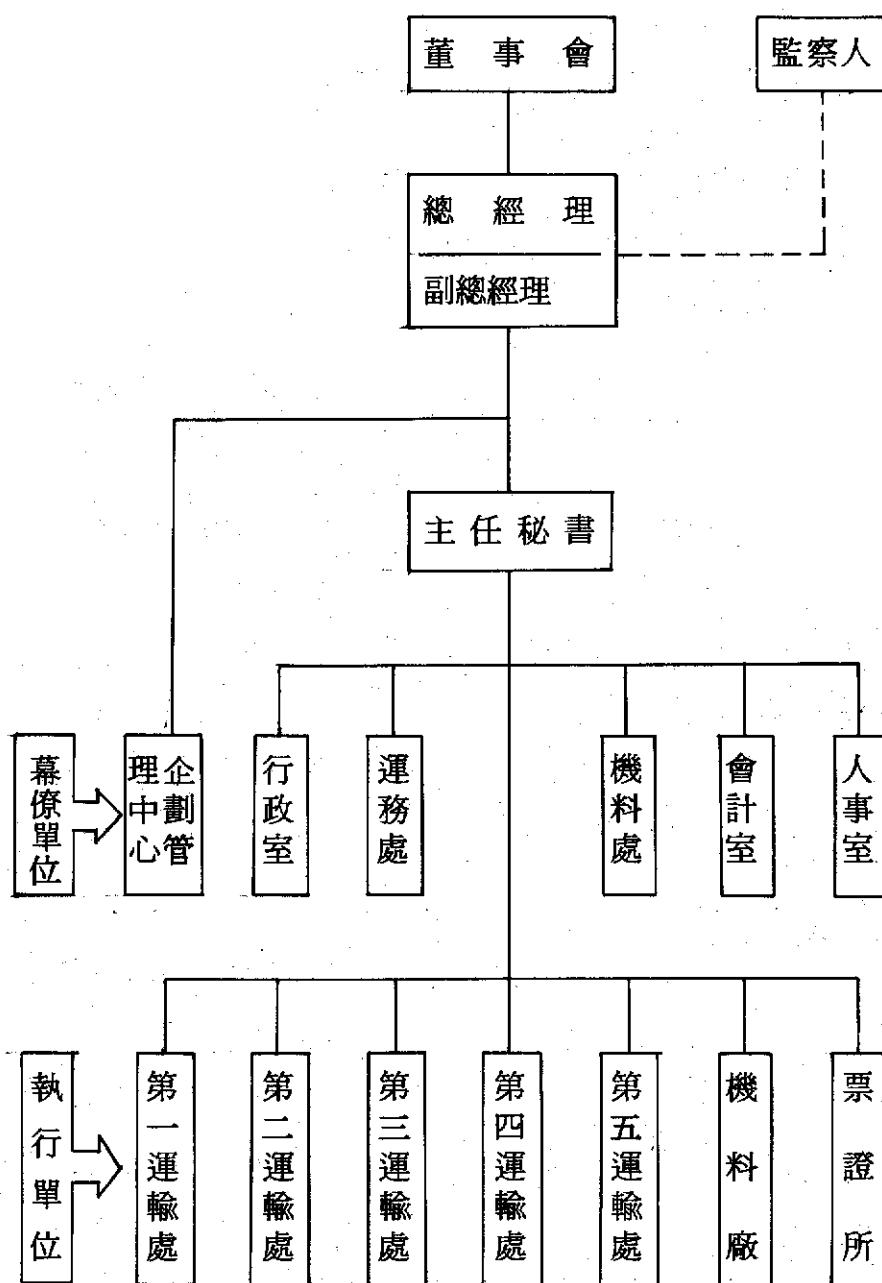 董事會
監察人
總經理
副總經理
主任秘書
幕僚單位
企劃管
理中心
行政室
運務處
機料處
會計室
人事室
執行單位
第一運輸處
第二運輸處
第三運輸處
第四運輸處
第五運輸處
機料廠
票證所